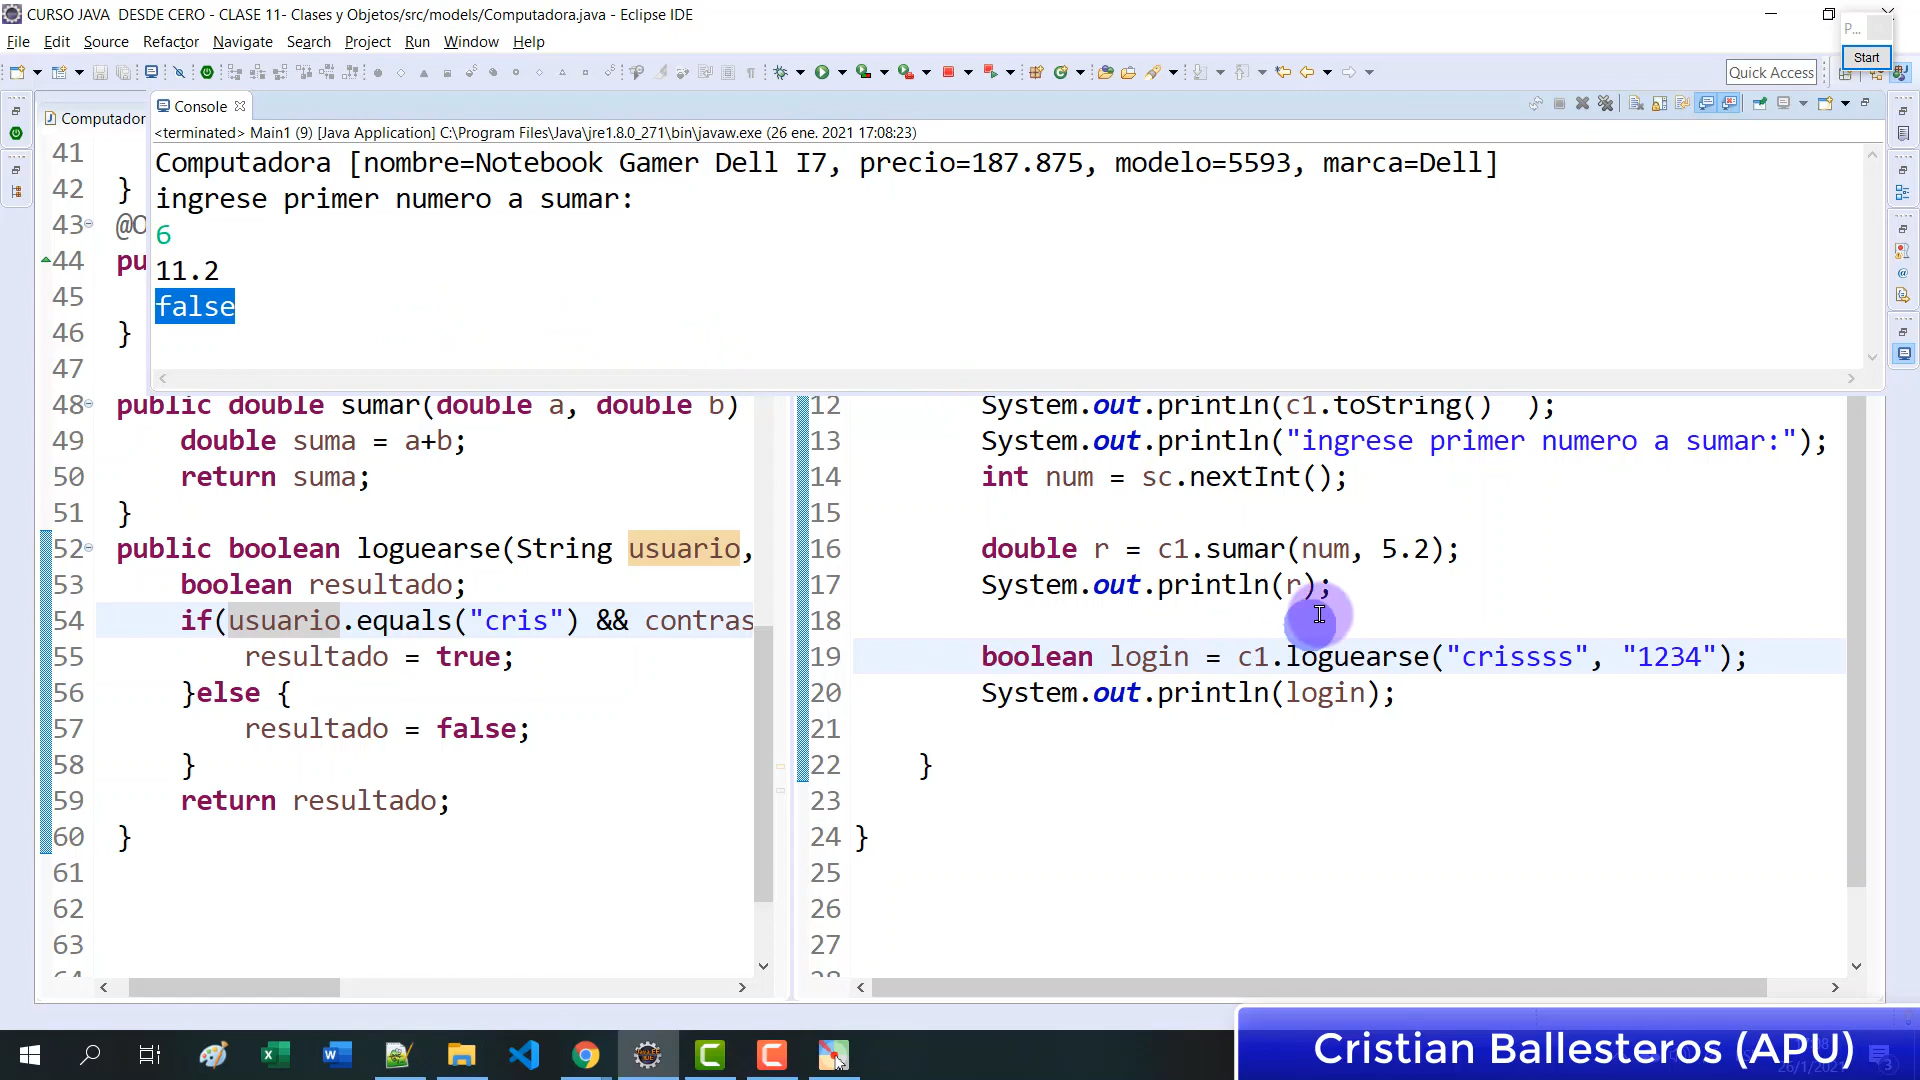 CURSO JAVA DESDE CERO - CLASE 11- Clases y Objetos/src/models/Computadora.java - Eclipse IDE
P...
File Edit Source Refactor Navigate Search Project Run Window Help
Start
Quick Access
Computador
Console
<terminated> Main1 (9) [Java Application] C:\Program Files\Java\jre1.8.0_271\bin\javaw.exe (26 ene. 2021 17:08:23)
Computadora [nombre=Notebook Gamer Dell I7, precio=187.875, modelo=5593, marca=Dell]
ingrese primer numero a sumar:
6
11.2
false
41
42 }
43 @O
44 pu
45
46 }
47
48 public double sumar(double a, double b)
49 double suma = a+b;
50 return suma;
51 }
52 public boolean loguearse(String usuario,
53 boolean resultado;
54 if(usuario.equals("cris") && contras
55 resultado = true;
56 }else {
57 resultado = false;
58 }
59 return resultado;
60 }
61
62
63
64
12 System.out.println(c1.toString() );
13 System.out.println("ingrese primer numero a sumar:");
14 int num = sc.nextInt();
15
16 double r = c1.sumar(num, 5.2);
17 System.out.println(r);
18
19 boolean login = c1.loguearse("crissss", "1234");
20 System.out.println(login);
21
22 }
23
24 }
25
26
27
28
Cristian Ballesteros (APU)